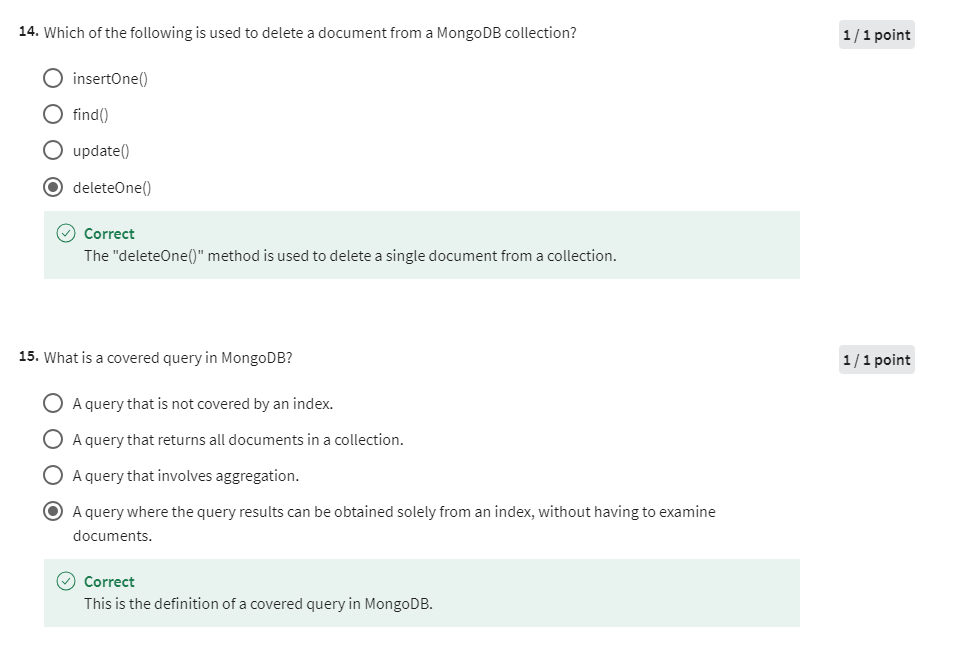 14. Which of the following is used to delete a document from a MongoDB collection?
1 / 1 point
insertOne()
find()
update()
deleteOne()
Correct
The "deleteOne()" method is used to delete a single document from a collection.
15. What is a covered query in MongoDB?
1 / 1 point
A query that is not covered by an index.
A query that returns all documents in a collection.
A query that involves aggregation.
A query where the query results can be obtained solely from an index, without having to examine
documents.
Correct
This is the definition of a covered query in MongoDB.